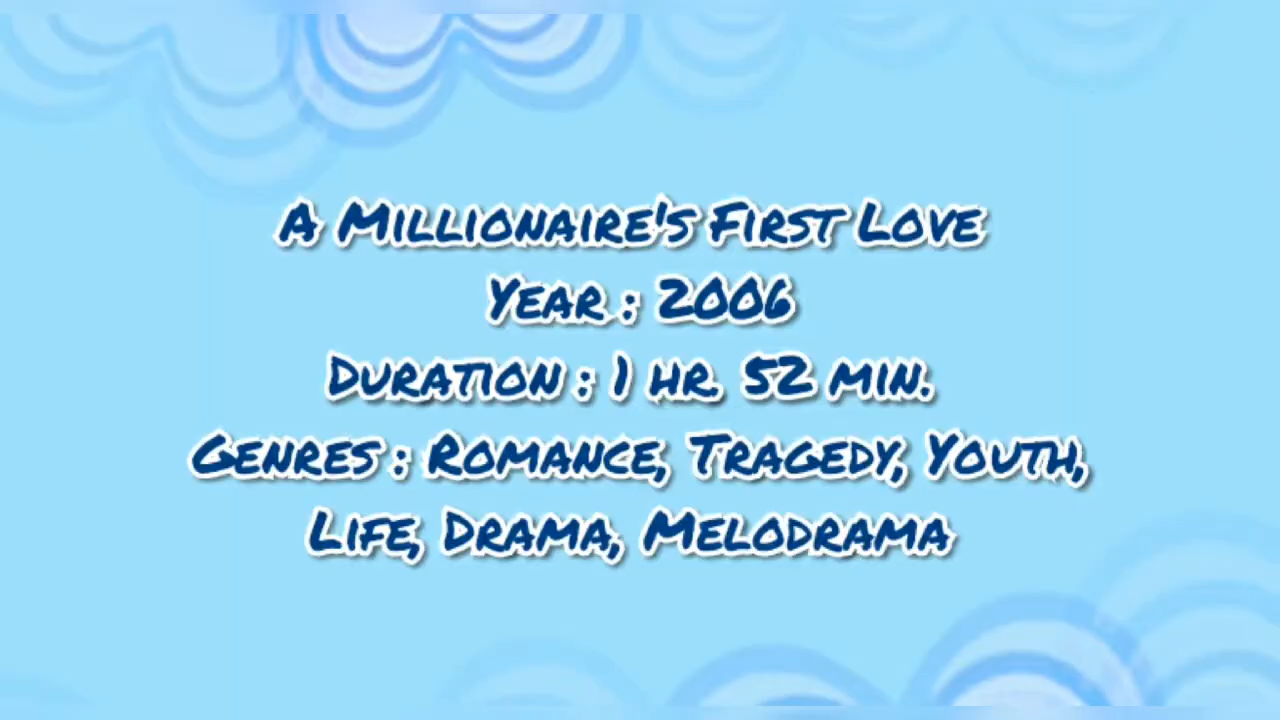 A Millionaire's First Love
Year : 2006
Duration : 1 hr. 52 min.
Genres : Romance, Tragedy, Youth,
Life, Drama, Melodrama